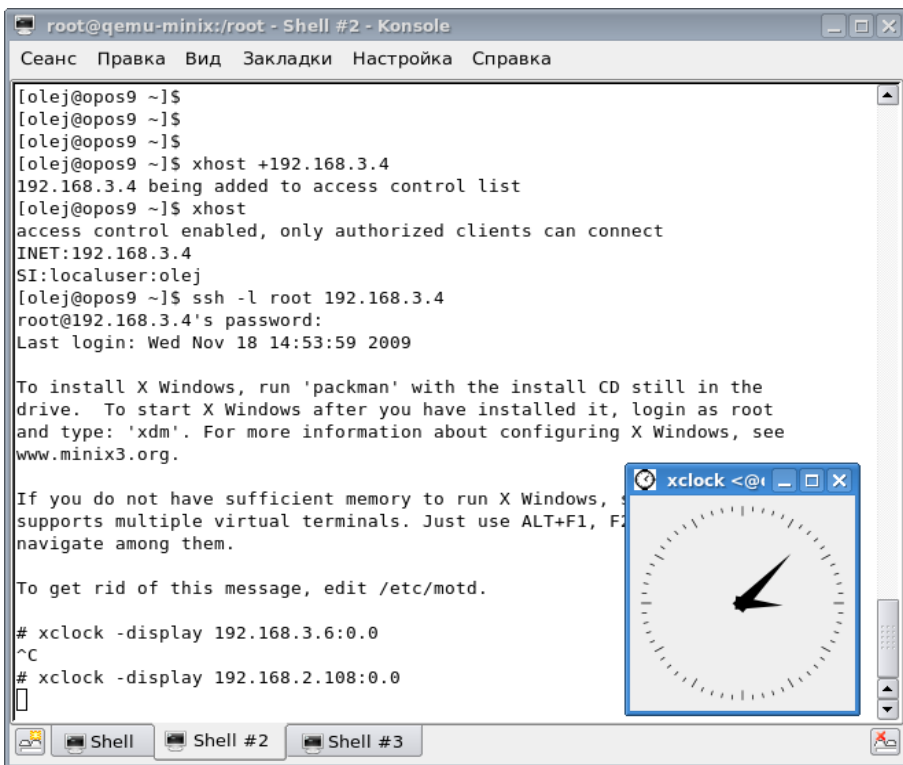 root@qemu-minix:/root - Shell #2 - Konsole
Сеанс Правка Вид Закладки Настройка Справка
[olej@opos9 ~]$
[olej@opos9 ~]$
[olej@opos9 ~]$
[olej@opos9 ~]$ xhost +192.168.3.4
192.168.3.4 being added to access control list
[olej@opos9 ~]$ xhost
access control enabled, only authorized clients can connect
INET:192.168.3.4
SI:localuser:olej
[olej@opos9 ~]$ ssh -l root 192.168.3.4
root@192.168.3.4's password:
Last login: Wed Nov 18 14:53:59 2009
To install X Windows, run 'packman' with the install CD still in the
drive.  To start X Windows after you have installed it, login as root
and type: 'xdm'. For more information about configuring X Windows, see
www.minix3.org.
If you do not have sufficient memory to run X Windows,
supports multiple virtual terminals. Just use ALT+F1,
navigate among them.
To get rid of this message, edit /etc/motd.
# xclock -display 192.168.3.6:0.0
^C
# xclock -display 192.168.2.108:0.0
xclock <@
Shell
Shell #2
Shell #3